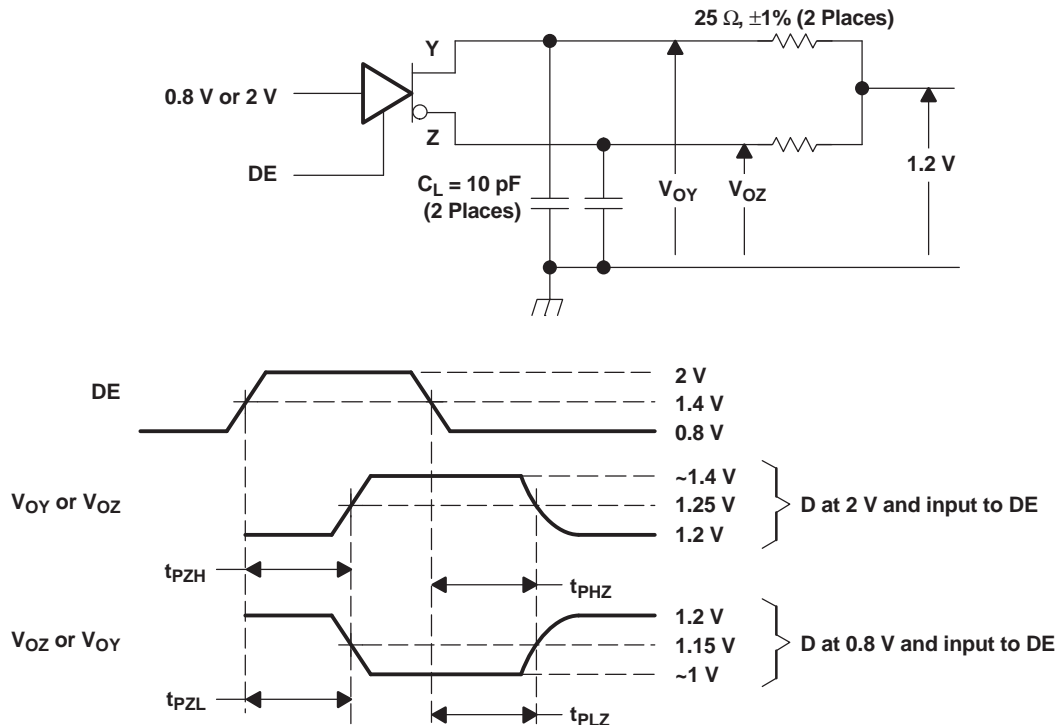 25 Ω, ±1% (2 Places)
Y
0.8 V or 2 V
Z
DE
1.2 V
C_L = 10 pF
(2 Places)
V_OY
V_OZ
DE
2 V
1.4 V
0.8 V
V_OY or V_OZ
~1.4 V
1.25 V
1.2 V
D at 2 V and input to DE
t_PZH
t_PHZ
V_OZ or V_OY
1.2 V
1.15 V
~1 V
D at 0.8 V and input to DE
t_PZL
t_PLZ